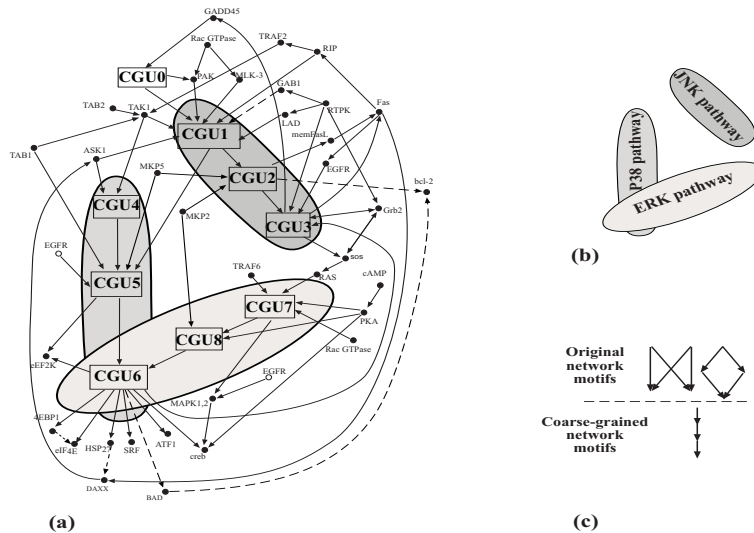 GADD45
Rac GTPase
TRAF2
RIP
CGU0
PAK
MLK-3
GAB1
Fas
TAB2
TAK1
CGU1
LAD
RTPK
memFasL
TAB1
ASK1
MKP5
CGU2
EGFR
bcl-2
CGU4
MKP2
CGU3
Grb2
EGFR
sos
CGU5
TRAF6
RAS
cAMP
CGU7
PKA
CGU8
Rac GTPase
eEF2K
CGU6
EGFR
MAPK1,2
4EBP1
eIF4E
HSP27
SRF
ATF1
creb
DAXX
BAD
(a)
JNK pathway
P38 pathway
ERK pathway
(b)
Original
network
motifs
Coarse-grained
network
motifs
(c)